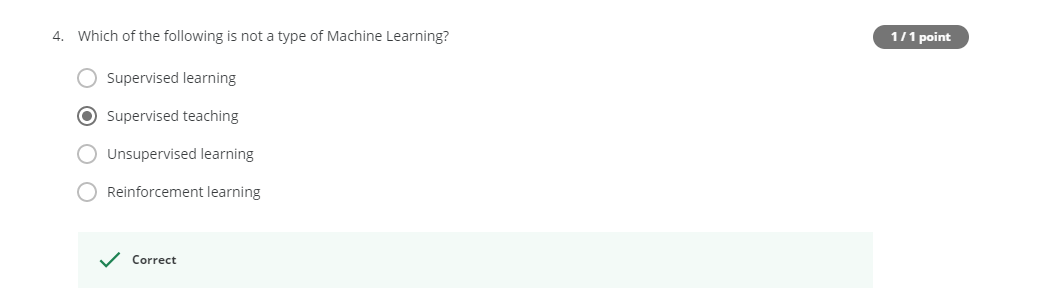 4. Which of the following is not a type of Machine Learning?
1 / 1 point
Supervised learning
Supervised teaching
Unsupervised learning
Reinforcement learning
Correct